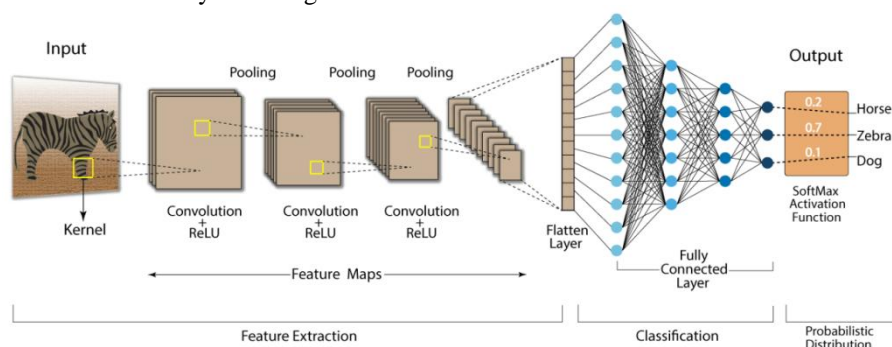 Input
Kernel
Pooling
Pooling
Pooling
Convolution
+
ReLU
Convolution
+
ReLU
Convolution
+
ReLU
Feature Maps
Feature Extraction
Flatten
Layer
Fully
Connected
Layer
Classification
Output
0.2
0.7
0.1
Horse
Zebra
Dog
SoftMax
Activation
Function
Probabilistic
Distribution